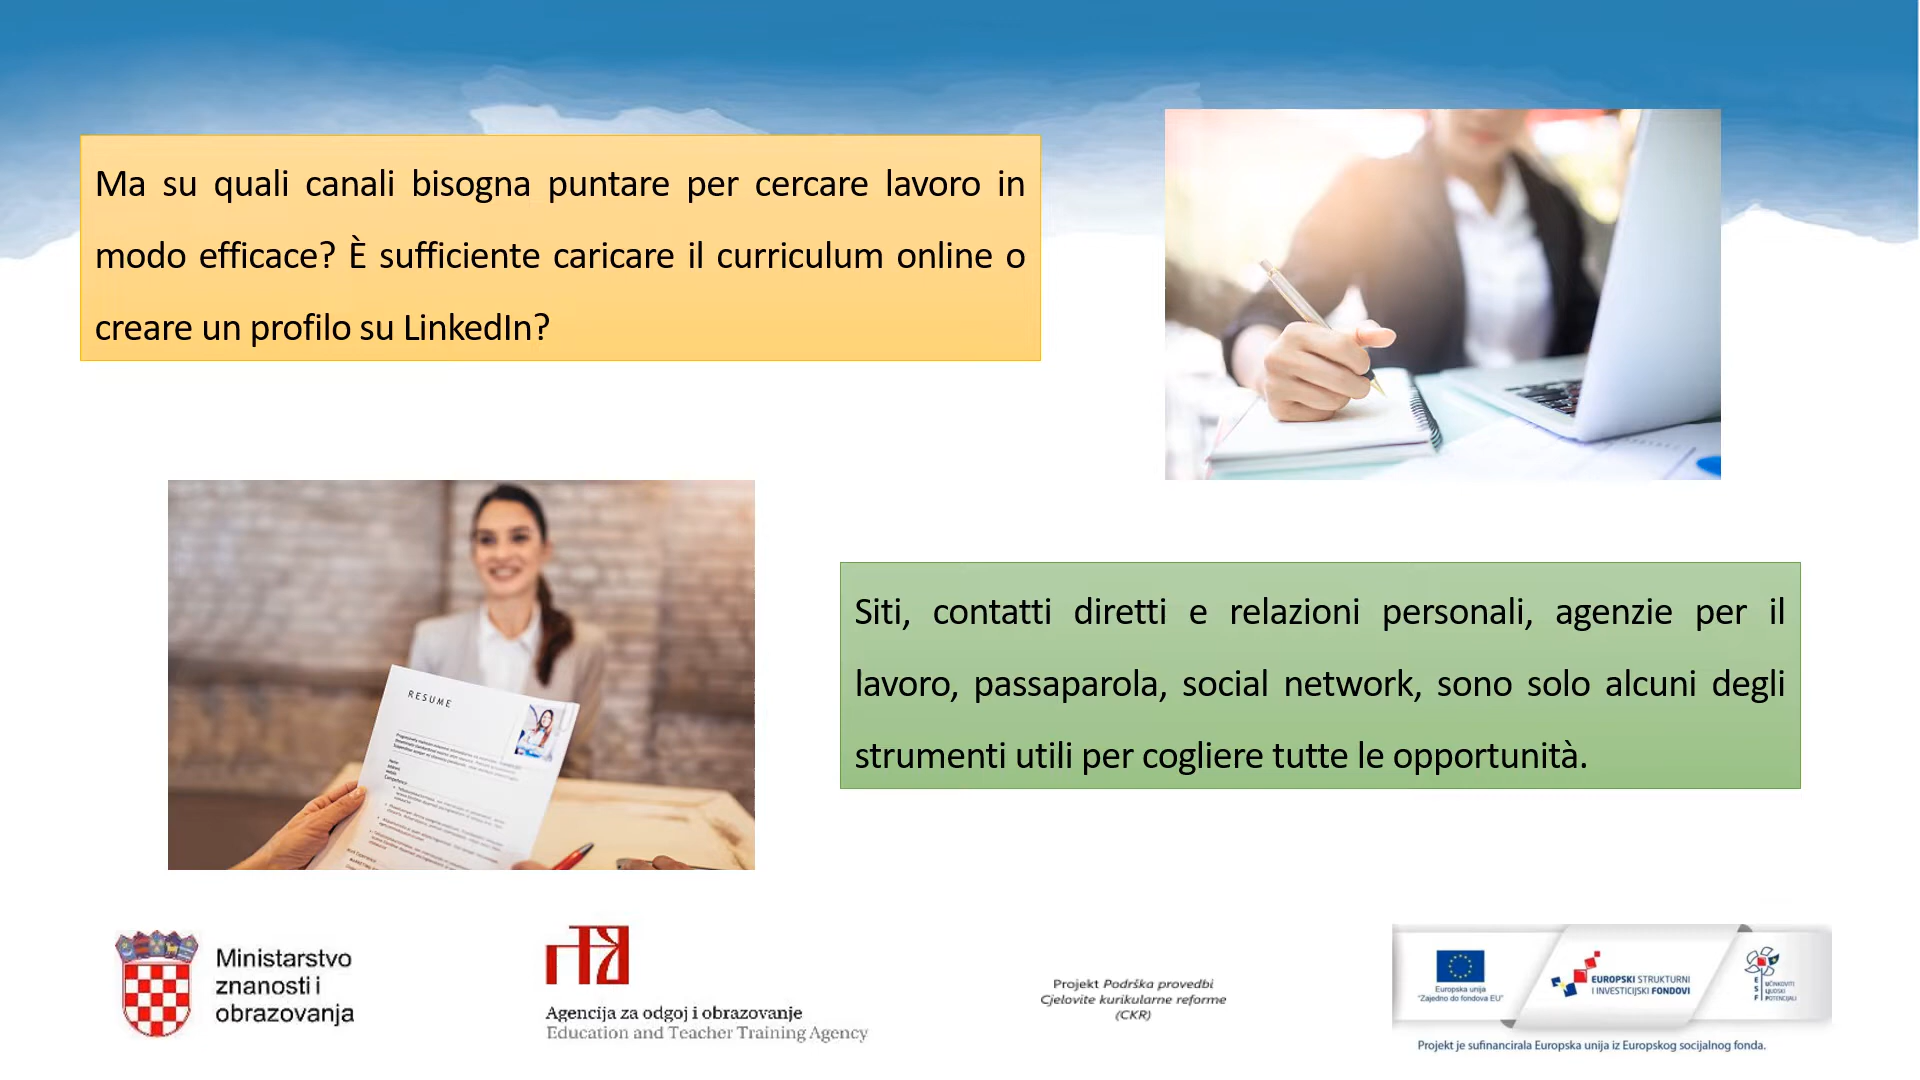 Ma su quali canali bisogna puntare per cercare lavoro in
modo efficace? È sufficiente caricare il curriculum online o
creare un profilo su LinkedIn?
RESUME
Siti, contatti diretti e relazioni personali, agenzie per il
lavoro, passaparola, social network, sono solo alcuni degli
strumenti utili per cogliere tutte le opportunità.
Ministarstvo
znanosti i
obrazovanja
Agencija za odgoj i obrazovanje
Education and Teacher Training Agency
Projekt Podrška provedbi
Cjelovite kurikularne reforme
(CKR)
Europska unija
"Zajedno do fondova EU"
EUROPSKI STRUKTURNI
I INVESTICIJSKI FONDOVI
ESF
UČINKOVITI
LJUDSKI
POTENCIJALI
Projekt je sufinancirala Europska unija iz Europskog socijalnog fonda.